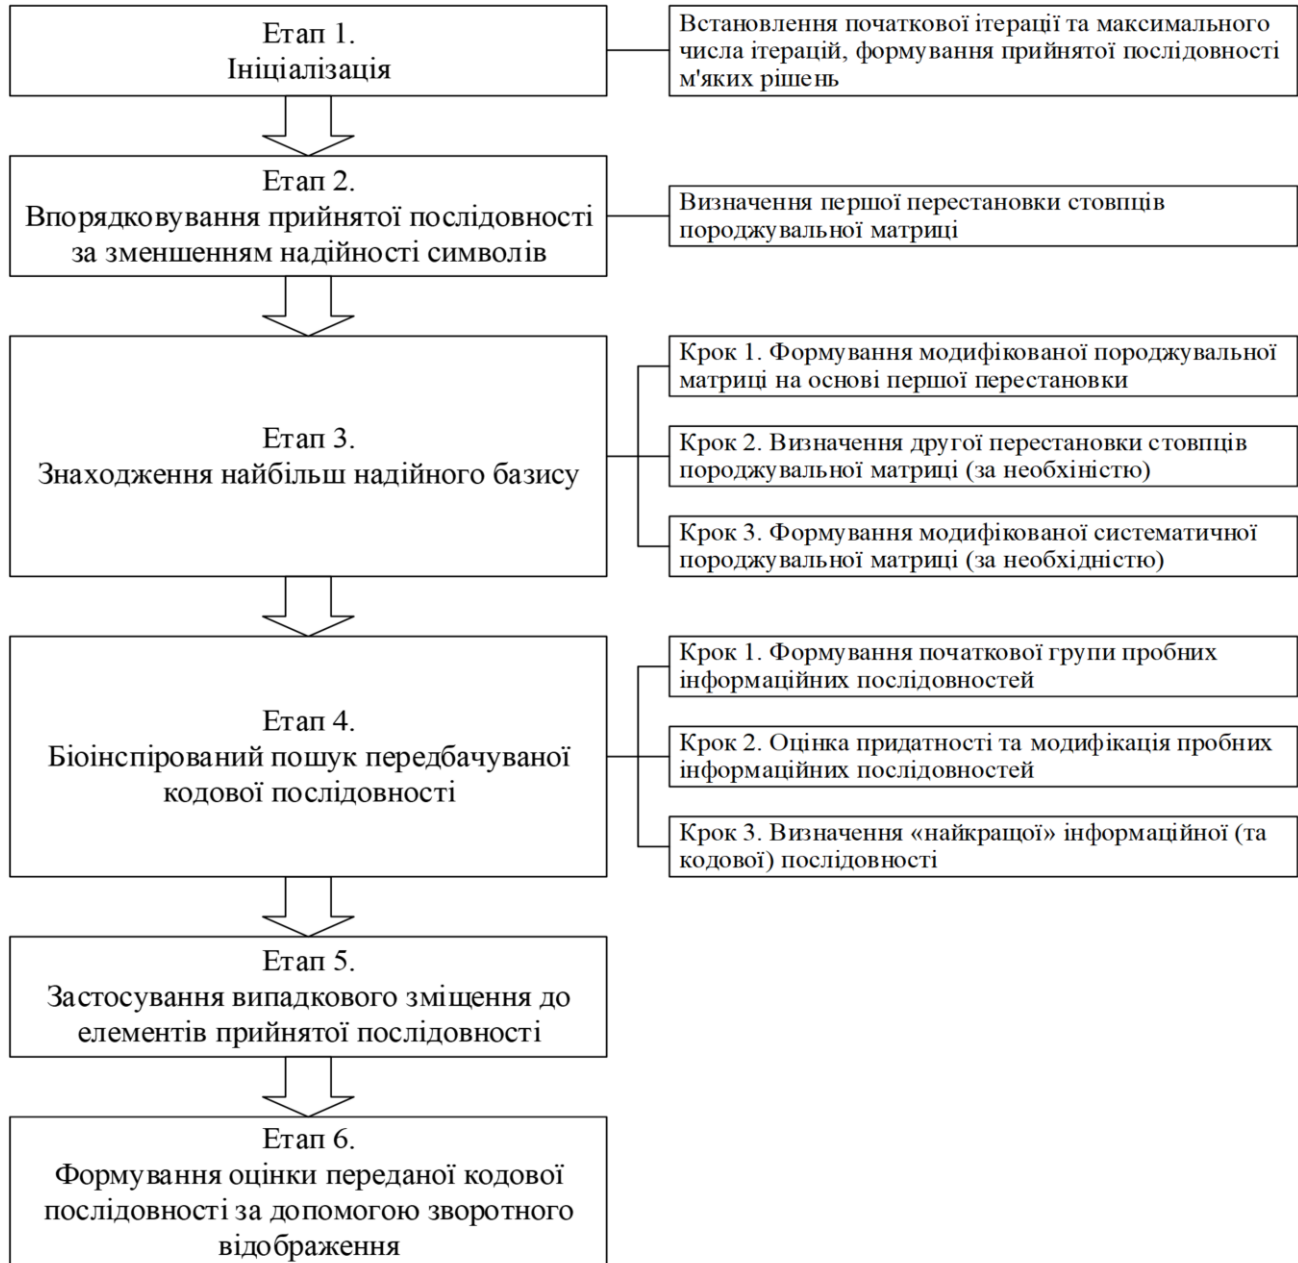 Етап 1.
Ініціалізація
Встановлення початкової ітерації та максимального
числа ітерацій, формування прийнятої послідовності
м'яких рішень
Етап 2.
Впорядковування прийнятої послідовності
за зменшенням надійності символів
Визначення першої перестановки стовпців
породжувальної матриці
Етап 3.
Знаходження найбільш надійного базису
Крок 1. Формування модифікованої породжувальної
матриці на основі першої перестановки
Крок 2. Визначення другої перестановки стовпців
породжувальної матриці (за необхіністю)
Крок 3. Формування модифікованої систематичної
породжувальної матриці (за необхідністю)
Етап 4.
Біоінспірований пошук передбачуваної
кодової послідовності
Крок 1. Формування початкової групи пробних
інформаційних послідовностей
Крок 2. Оцінка придатності та модифікація пробних
інформаційних послідовностей
Крок 3. Визначення «найкращої» інформаційної (та
кодової) послідовності
Етап 5.
Застосування випадкового зміщення до
елементів прийнятої послідовності
Етап 6.
Формування оцінки переданої кодової
послідовності за допомогою зворотного
відображення